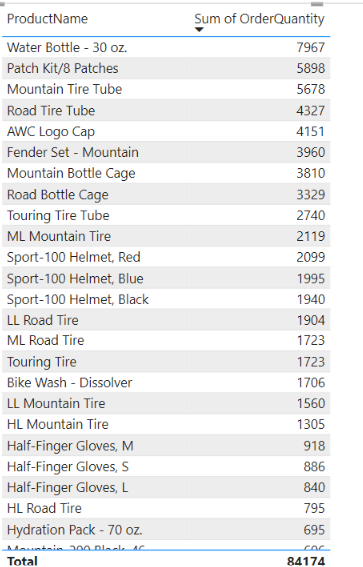 ProductName Sum of OrderQuantity
Water Bottle - 30 oz. 7967
Patch Kit/8 Patches 5898
Mountain Tire Tube 5678
Road Tire Tube 4327
AWC Logo Cap 4151
Fender Set - Mountain 3960
Mountain Bottle Cage 3810
Road Bottle Cage 3329
Touring Tire Tube 2740
ML Mountain Tire 2119
Sport-100 Helmet, Red 2099
Sport-100 Helmet, Blue 1995
Sport-100 Helmet, Black 1940
LL Road Tire 1904
ML Road Tire 1723
Touring Tire 1723
Bike Wash - Dissolver 1706
LL Mountain Tire 1560
HL Mountain Tire 1305
Half-Finger Gloves, M 918
Half-Finger Gloves, S 886
Half-Finger Gloves, L 840
HL Road Tire 795
Hydration Pack - 70 oz. 695
Total 84174